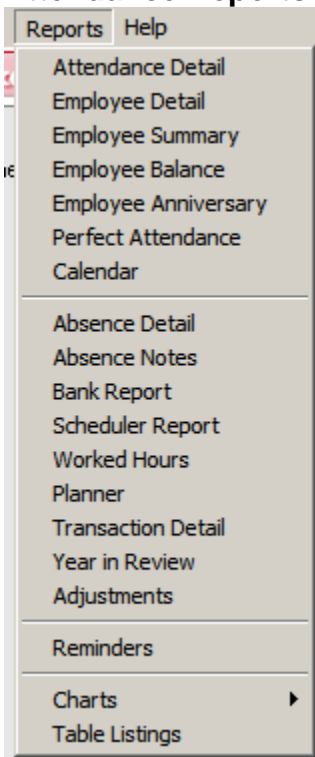 Reports Help
Attendance Detail
Employee Detail
Employee Summary
Employee Balance
Employee Anniversary
Perfect Attendance
Calendar
Absence Detail
Absence Notes
Bank Report
Scheduler Report
Worked Hours
Planner
Transaction Detail
Year in Review
Adjustments
Reminders
Charts
Table Listings